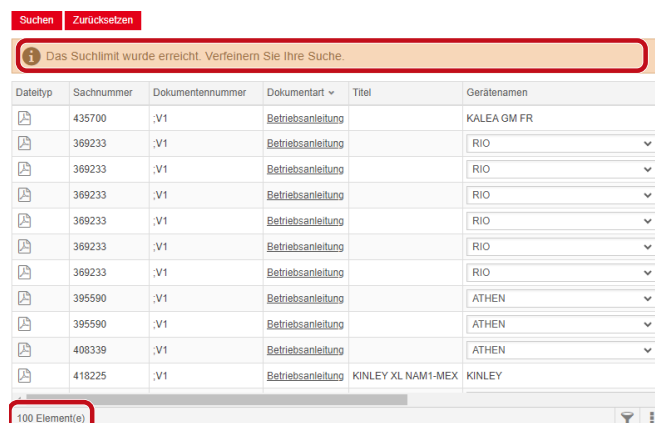 Suchen Zurücksetzen
Das Suchlimit wurde erreicht. Verfeinern Sie Ihre Suche.
Dateityp Sachnummer Dokumentennummer Dokumentart Titel Gerätenamen
435700 ;V1 Betriebsanleitung KALEA GM FR
369233 ;V1 Betriebsanleitung RIO
369233 ;V1 Betriebsanleitung RIO
369233 ;V1 Betriebsanleitung RIO
369233 ;V1 Betriebsanleitung RIO
369233 ;V1 Betriebsanleitung RIO
369233 ;V1 Betriebsanleitung RIO
395590 ;V1 Betriebsanleitung ATHEN
395590 ;V1 Betriebsanleitung ATHEN
408339 ;V1 Betriebsanleitung ATHEN
418225 ;V1 Betriebsanleitung KINLEY XL NAM1-MEX KINLEY
100 Element(e)